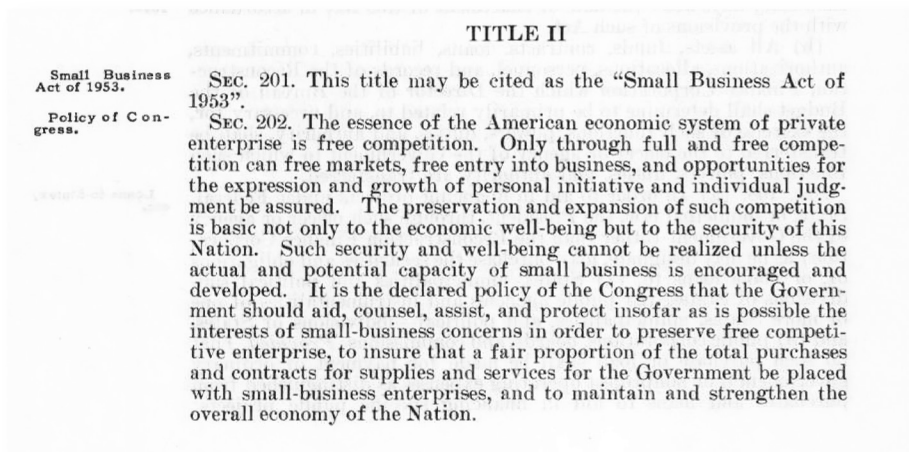 TITLE II
Small Business
Act of 1953.
SEC. 201. This title may be cited as the “Small Business Act of
1953”.
Policy of Con-
gress.
SEC. 202. The essence of the American economic system of private
enterprise is free competition. Only through full and free compe-
tition can free markets, free entry into business, and opportunities for
the expression and growth of personal initiative and individual judg-
ment be assured. The preservation and expansion of such competition
is basic not only to the economic well-being but to the security of this
Nation. Such security and well-being cannot be realized unless the
actual and potential capacity of small business is encouraged and
developed. It is the declared policy of the Congress that the Govern-
ment should aid, counsel, assist, and protect insofar as is possible the
interests of small-business concerns in order to preserve free competi-
tive enterprise, to insure that a fair proportion of the total purchases
and contracts for supplies and services for the Government be placed
with small-business enterprises, and to maintain and strengthen the
overall economy of the Nation.